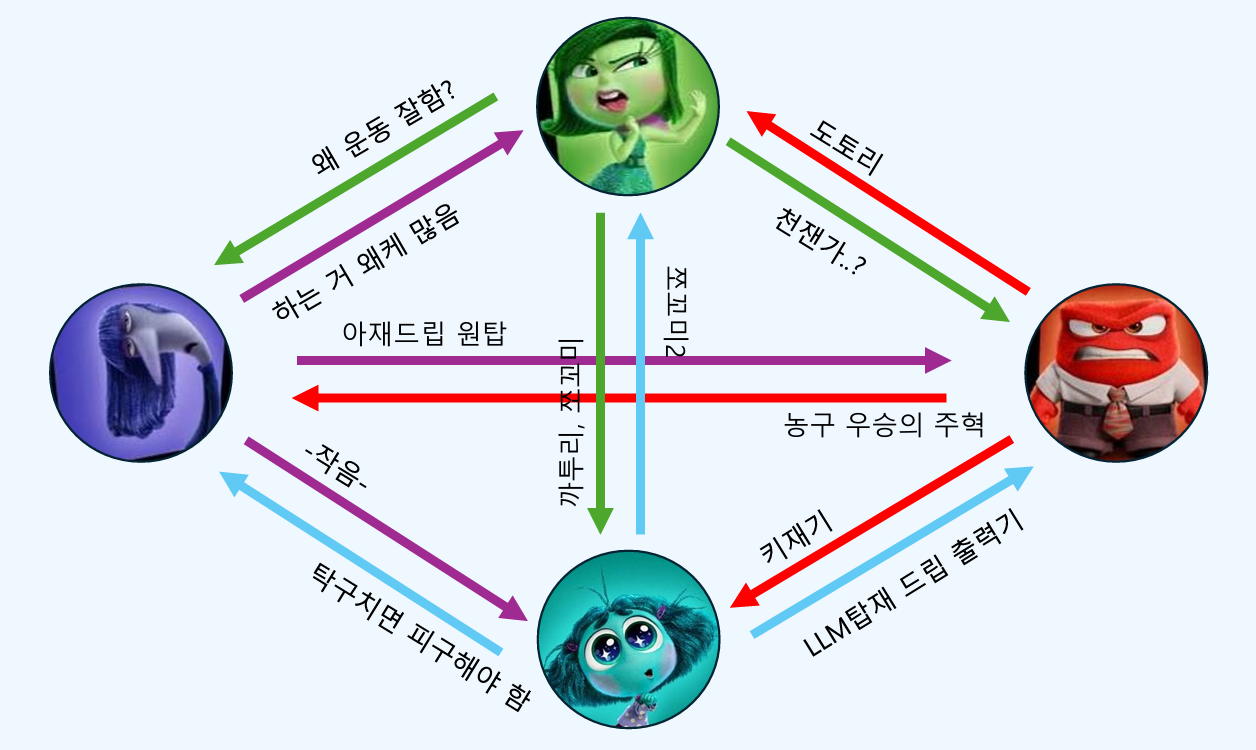 왜 운동 잘함?
도토리
하는 거 왜케 많음
천잰가..?
쪼꼬미2
아재드립 원탑
까투리, 쪼꼬미
농구 우승의 주혁
-작음-
키재기
탁구치면 피구해야 함
LLM탑재 드립 출력기